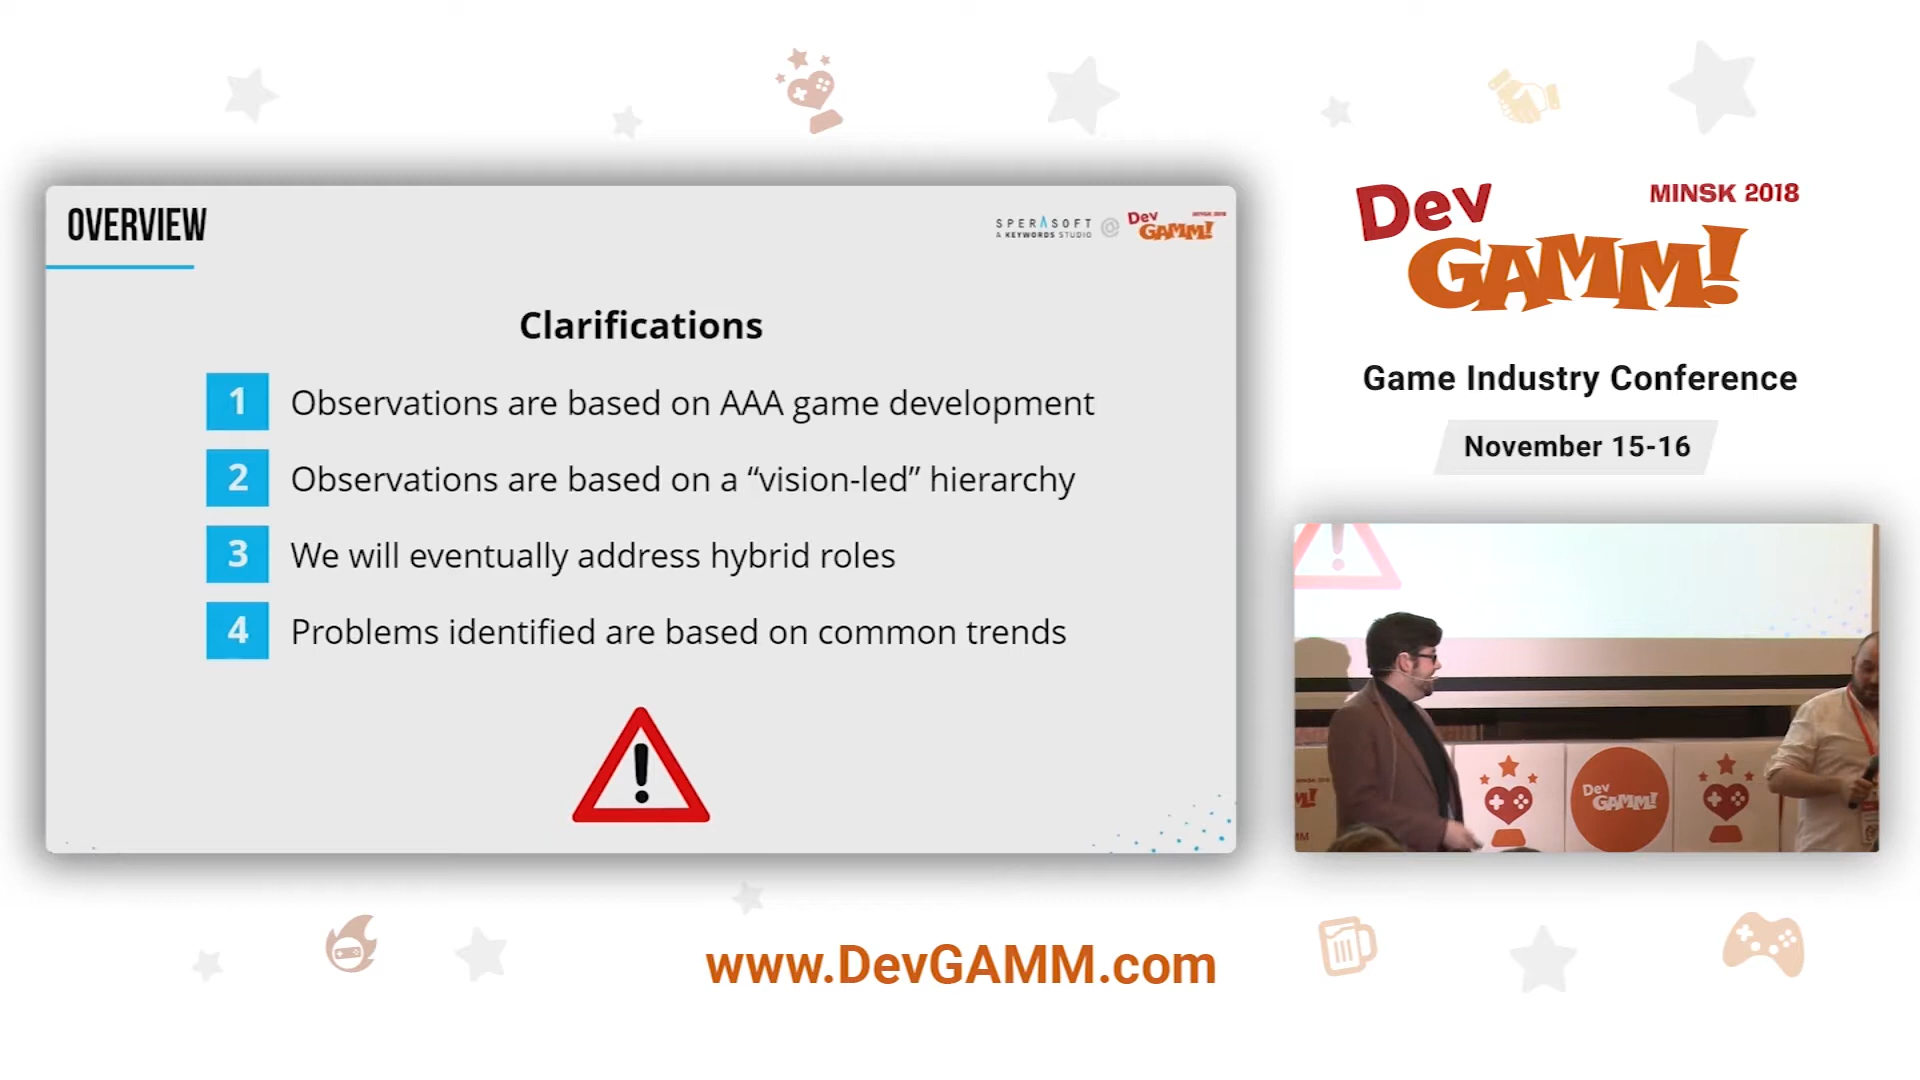 OVERVIEW
SPERASOFT
A KEYWORDS STUDIO
@
Dev
GAMM!
MINSK 2018
Clarifications
1 Observations are based on AAA game development
2 Observations are based on a “vision-led” hierarchy
3 We will eventually address hybrid roles
4 Problems identified are based on common trends
!
Dev
GAMM!
MINSK 2018
Game Industry Conference
November 15-16
Dev
GAMM!
www.DevGAMM.com